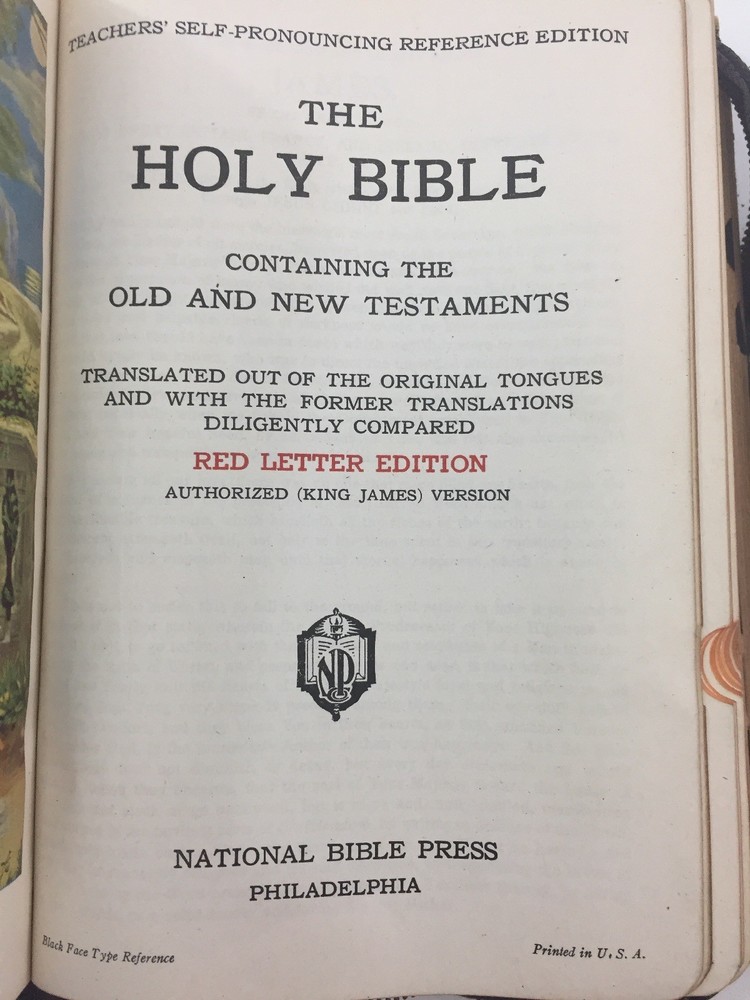 TEACHERS' SELF-PRONOUNCING REFERENCE EDITION
THE
HOLY BIBLE
CONTAINING THE
OLD AND NEW TESTAMENTS
TRANSLATED OUT OF THE ORIGINAL TONGUES
AND WITH THE FORMER TRANSLATIONS
DILIGENTLY COMPARED
RED LETTER EDITION
AUTHORIZED (KING JAMES) VERSION
NBP
NATIONAL BIBLE PRESS
PHILADELPHIA
Black Face Type Reference
Printed in U. S. A.